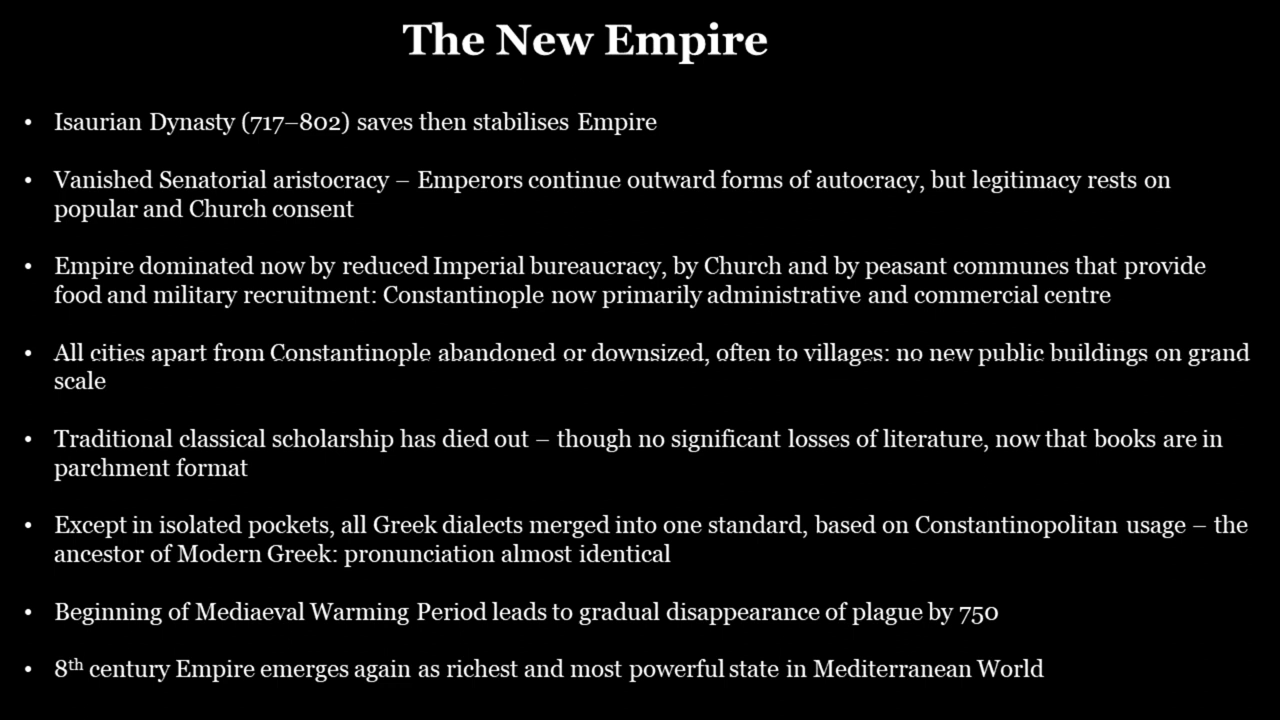 The New Empire
• Isaurian Dynasty (717–802) saves then stabilises Empire
• Vanished Senatorial aristocracy – Emperors continue outward forms of autocracy, but legitimacy rests on
popular and Church consent
• Empire dominated now by reduced Imperial bureaucracy, by Church and by peasant communes that provide
food and military recruitment: Constantinople now primarily administrative and commercial centre
• All cities apart from Constantinople abandoned or downsized, often to villages: no new public buildings on grand
scale
• Traditional classical scholarship has died out – though no significant losses of literature, now that books are in
parchment format
• Except in isolated pockets, all Greek dialects merged into one standard, based on Constantinopolitan usage – the
ancestor of Modern Greek: pronunciation almost identical
• Beginning of Mediaeval Warming Period leads to gradual disappearance of plague by 750
• 8th century Empire emerges again as richest and most powerful state in Mediterranean World